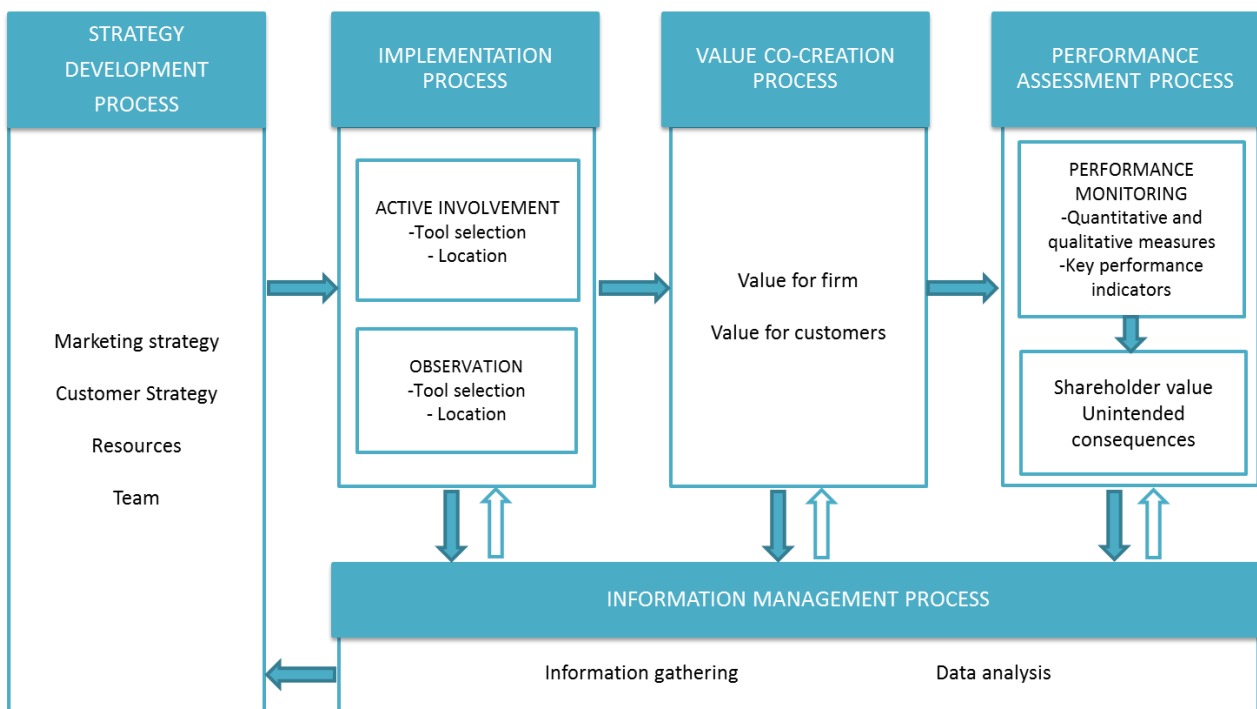 STRATEGY
DEVELOPMENT
PROCESS
Marketing strategy
Customer Strategy
Resources
Team
IMPLEMENTATION
PROCESS
ACTIVE INVOLVEMENT
-Tool selection
- Location
OBSERVATION
-Tool selection
- Location
VALUE CO-CREATION
PROCESS
Value for firm
Value for customers
PERFORMANCE
ASSESSMENT PROCESS
PERFORMANCE
MONITORING
-Quantitative and
qualitative measures
-Key performance
indicators
Shareholder value
Unintended
consequences
INFORMATION MANAGEMENT PROCESS
Information gathering
Data analysis